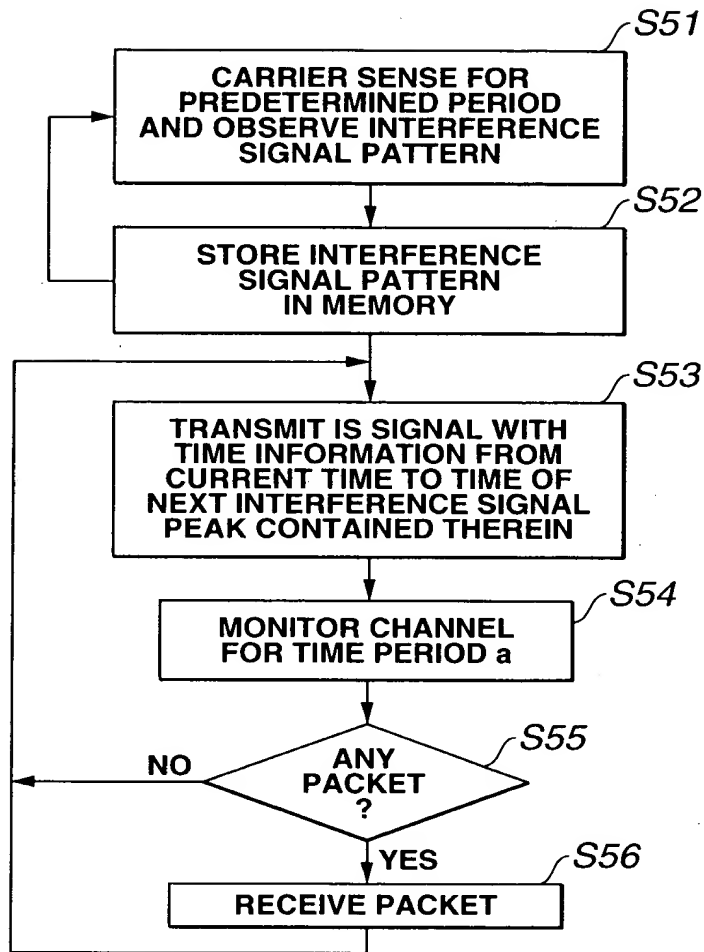 S51
CARRIER SENSE FOR
PREDETERMINED PERIOD
AND OBSERVE INTERFERENCE
SIGNAL PATTERN
S52
STORE INTERFERENCE
SIGNAL PATTERN
IN MEMORY
S53
TRANSMIT IS SIGNAL WITH
TIME INFORMATION FROM
CURRENT TIME TO TIME OF
NEXT INTERFERENCE SIGNAL
PEAK CONTAINED THEREIN
S54
MONITOR CHANNEL
FOR TIME PERIOD a
S55
NO
ANY
PACKET
?
YES
S56
RECEIVE PACKET